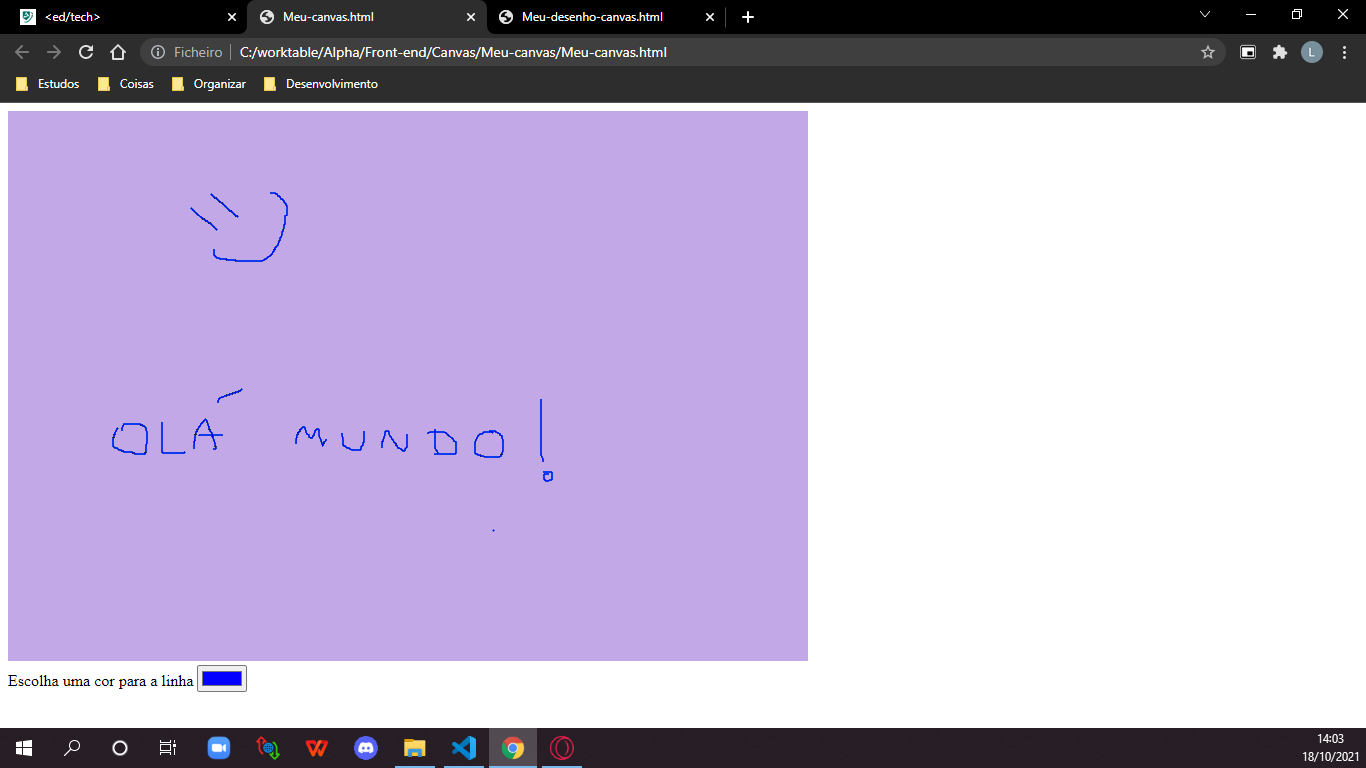 <ed/tech>
Meu-canvas.html
Meu-desenho-canvas.html
Ficheiro
C:/worktable/Alpha/Front-end/Canvas/Meu-canvas/Meu-canvas.html
L
Estudos
Coisas
Organizar
Desenvolvimento
OLÁ MUNDO!
Escolha uma cor para a linha
14:03
18/10/2021